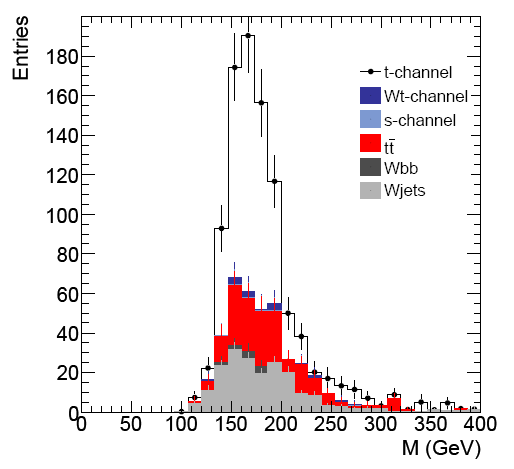 Entries
180
160
140
120
100
80
60
40
20
0
t-channel
Wt-channel
s-channel
tt̄
Wbb
Wjets
0 50 100 150 200 250 300 350 400
M (GeV)